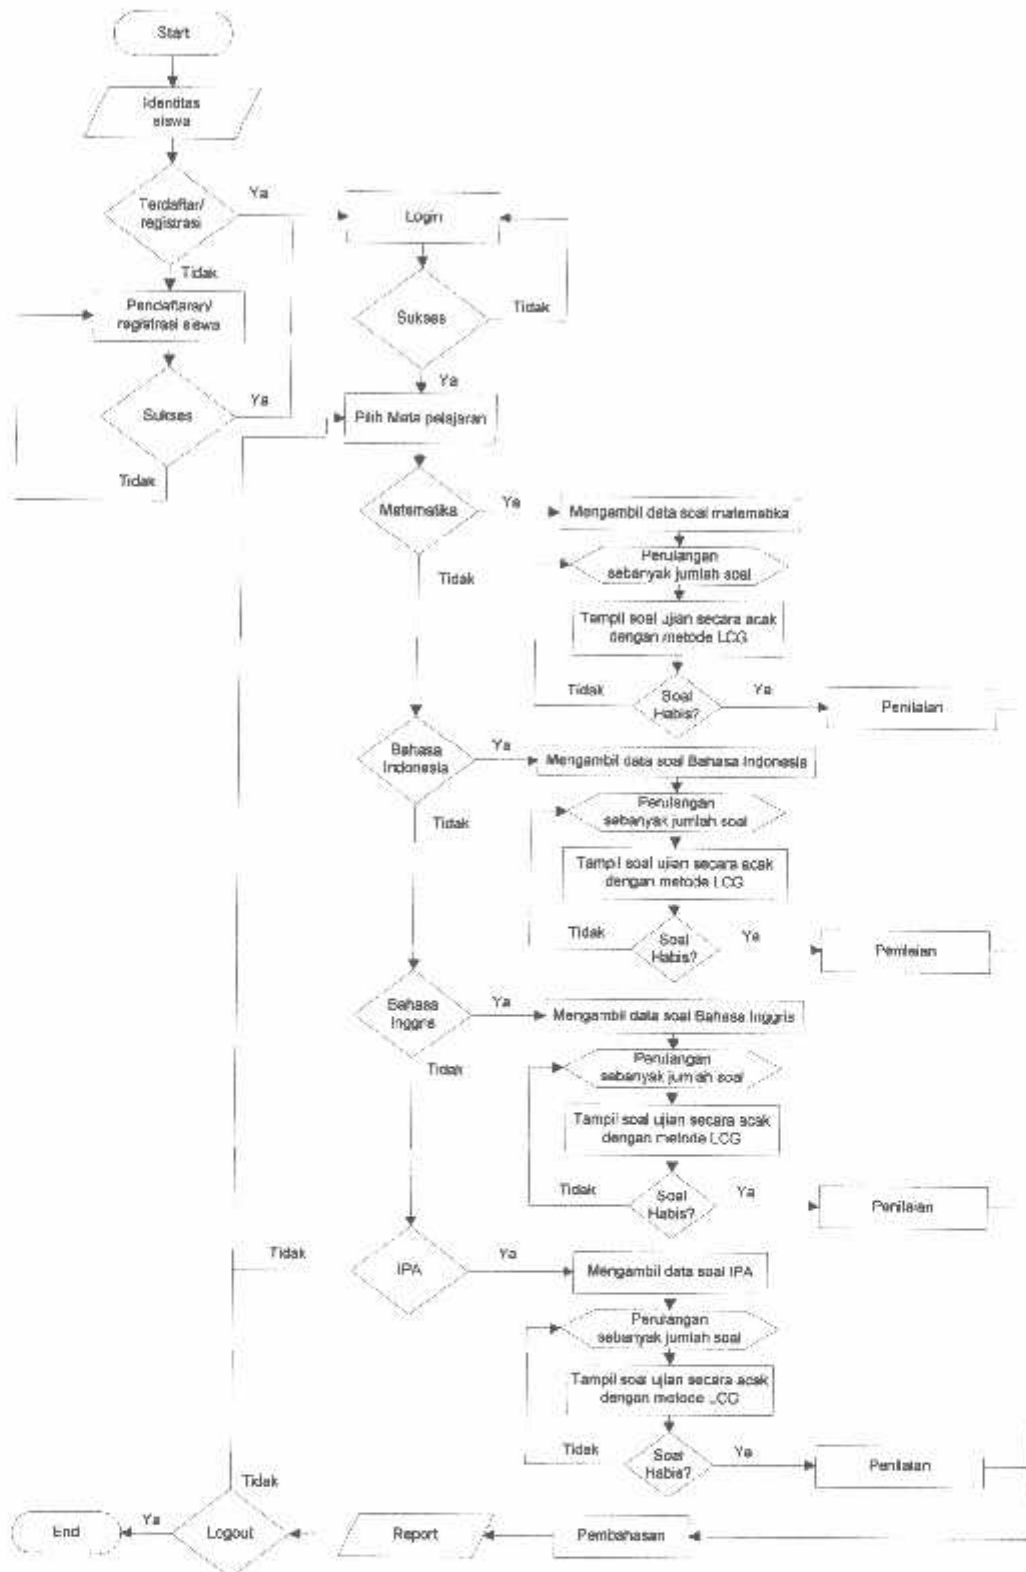 Start
Identitas
siswa
Terdaftar/
registrasi
Ya
Tidak
Pendaftaran/
registrasi siswa
Sukses
Ya
Tidak
Login
Sukses
Tidak
Ya
Pilih Mata pelajaran
Matematika
Ya
Mengambil data soal matematika
Tidak
Perulangan
sebanyak jumlah soal
Tampil soal ujian secara acak
dengan metode LCG
Tidak
Soal
Habis?
Ya
Penilaian
Bahasa
Indonesia
Ya
Mengambil data soal Bahasa Indonesia
Tidak
Perulangan
sebanyak jumlah soal
Tampil soal ujian secara acak
dengan metode LCG
Tidak
Soal
Habis?
Ya
Penilaian
Bahasa
Inggris
Ya
Mengambil data soal Bahasa Inggris
Tidak
Perulangan
sebanyak jumlah soal
Tampil soal ujian secara acak
dengan metode LCG
Tidak
Soal
Habis?
Ya
Penilaian
Tidak
IPA
Ya
Mengambil data soal IPA
Perulangan
sebanyak jumlah soal
Tampil soal ujian secara acak
dengan metode LCG
Tidak
Soal
Habis?
Ya
Penilaian
Tidak
End
Ya
Logout
Report
Pembahasan